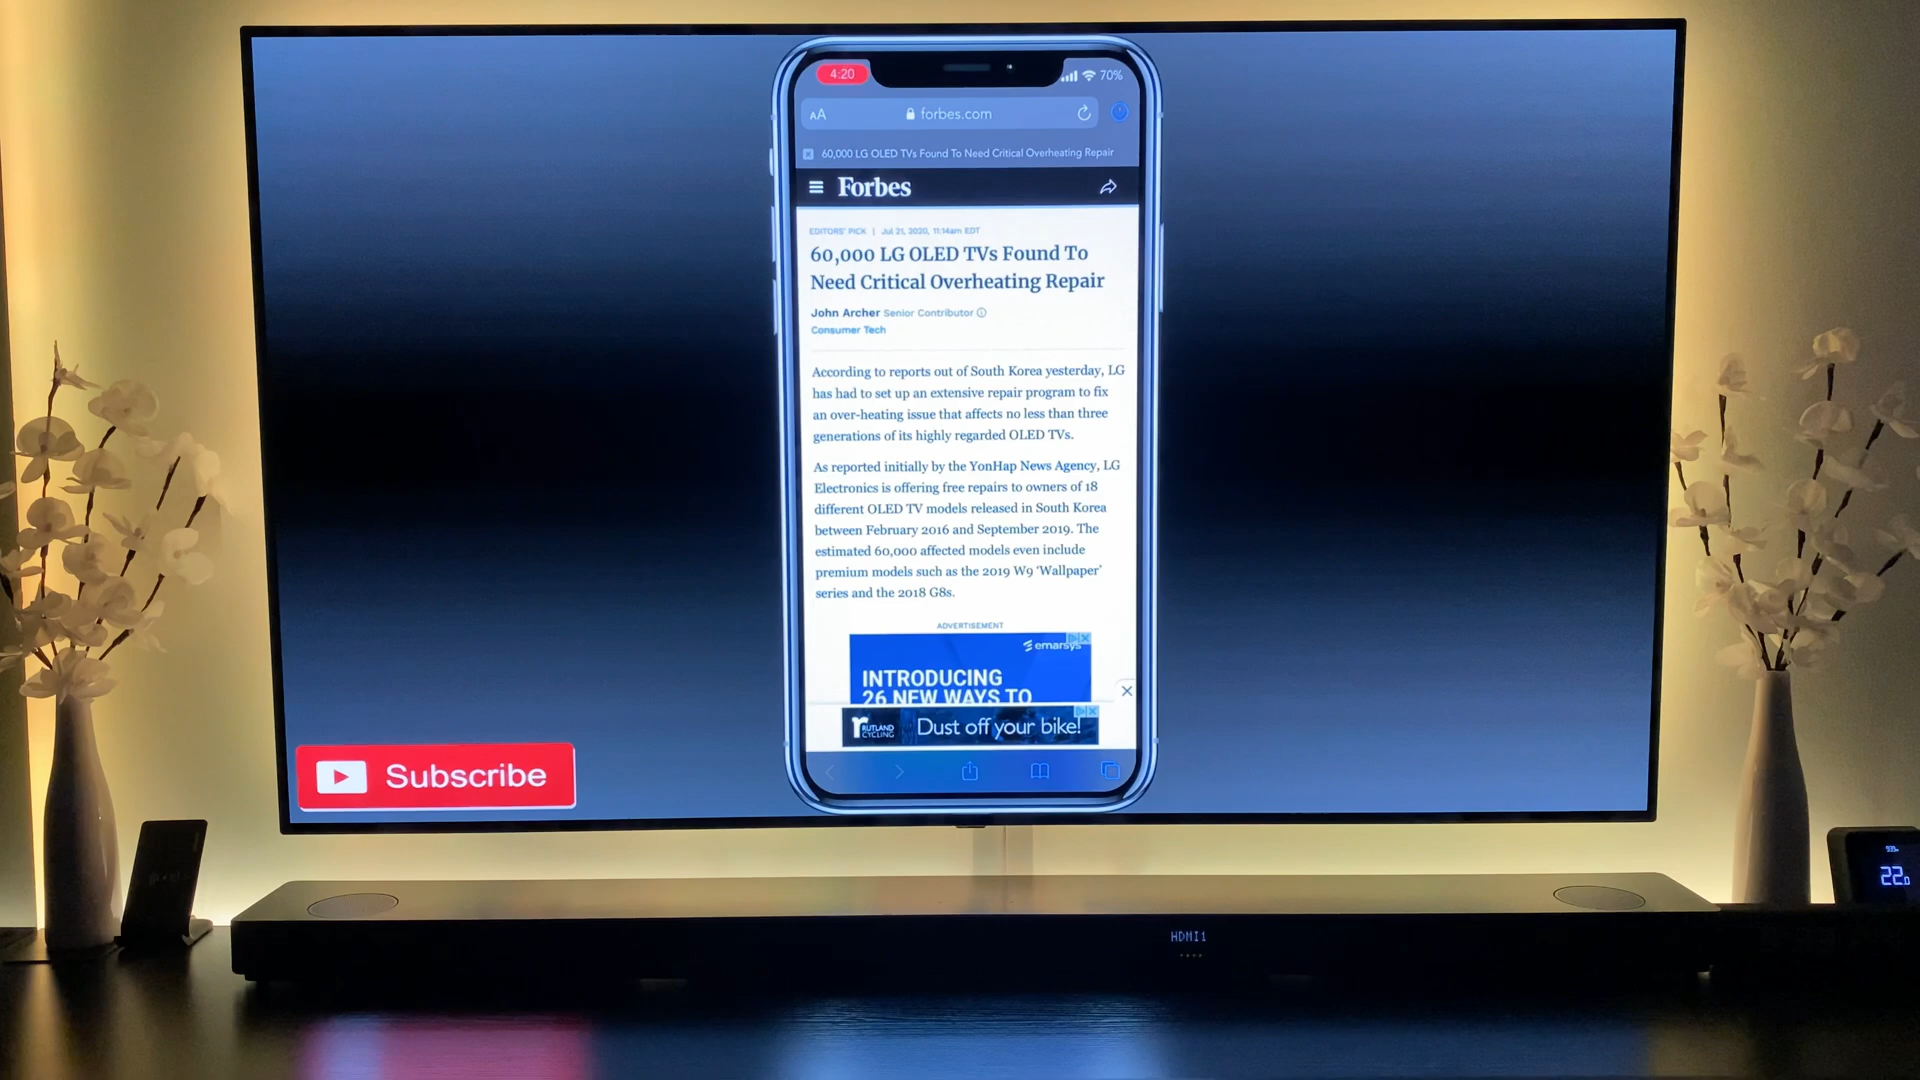 4:20
70%
AA
forbes.com
60,000 LG OLED TVs Found To Need Critical Overheating Repair
Forbes
EDITORS' PICK | Jul 21, 2020, 11:14am EDT
60,000 LG OLED TVs Found To
Need Critical Overheating Repair
John Archer Senior Contributor
Consumer Tech
According to reports out of South Korea yesterday, LG
has had to set up an extensive repair program to fix
an over-heating issue that affects no less than three
generations of its highly regarded OLED TVs.
As reported initially by the YonHap News Agency, LG
Electronics is offering free repairs to owners of 18
different OLED TV models released in South Korea
between February 2016 and September 2019. The
estimated 60,000 affected models even include
premium models such as the 2019 W9 'Wallpaper'
series and the 2018 G8s.
ADVERTISEMENT
emarsys
INTRODUCING
26 NEW WAYS TO
RUTLAND
CYCLING
Dust off your bike!
Subscribe
HDMI1
22.0